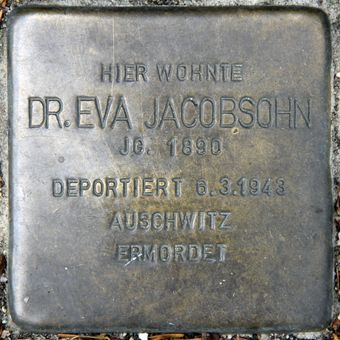 HIER WOHNTE
DR. EVA JACOBSOHN
JG. 1890
DEPORTIERT 6.3.1943
AUSCHWITZ
ERMORDET